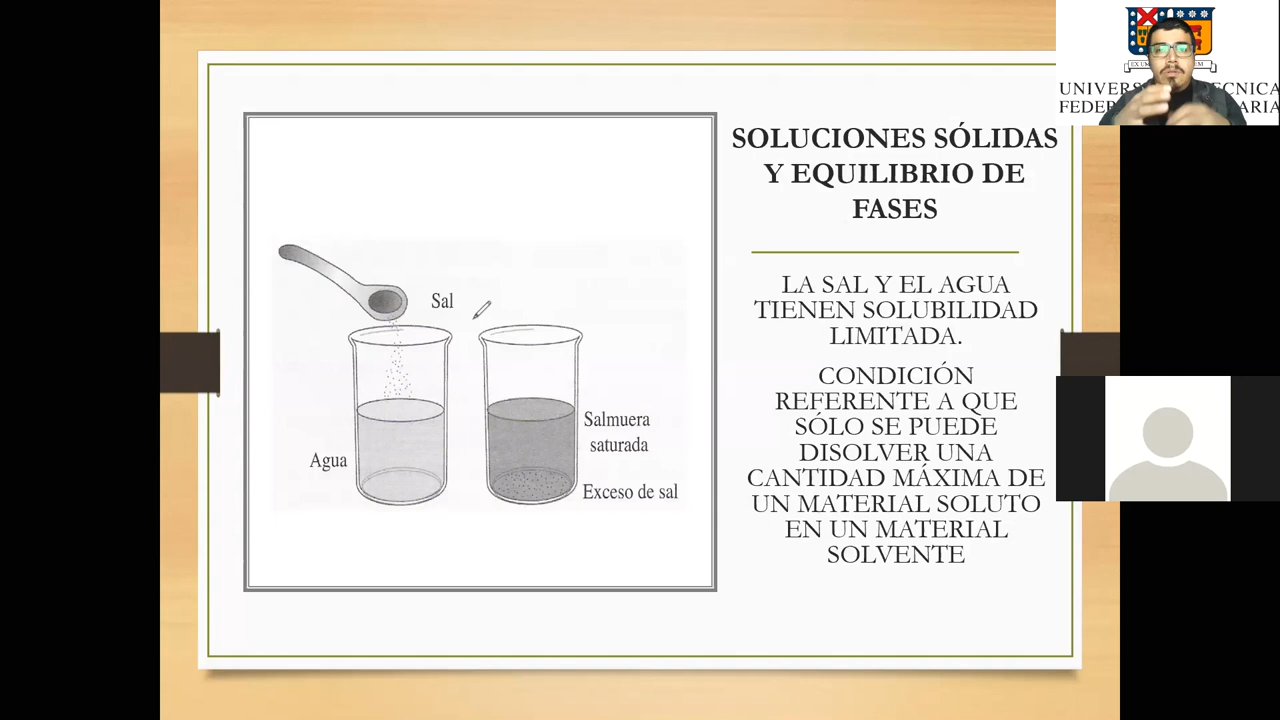 SOLUCIONES SÓLIDAS
Y EQUILIBRIO DE
FASES
LA SAL Y EL AGUA
TIENEN SOLUBILIDAD
LIMITADA.
CONDICIÓN
REFERENTE A QUE
SÓLO SE PUEDE
DISOLVER UNA
CANTIDAD MÁXIMA DE
UN MATERIAL SOLUTO
EN UN MATERIAL
SOLVENTE
Sal
Agua
Salmuera
saturada
Exceso de sal